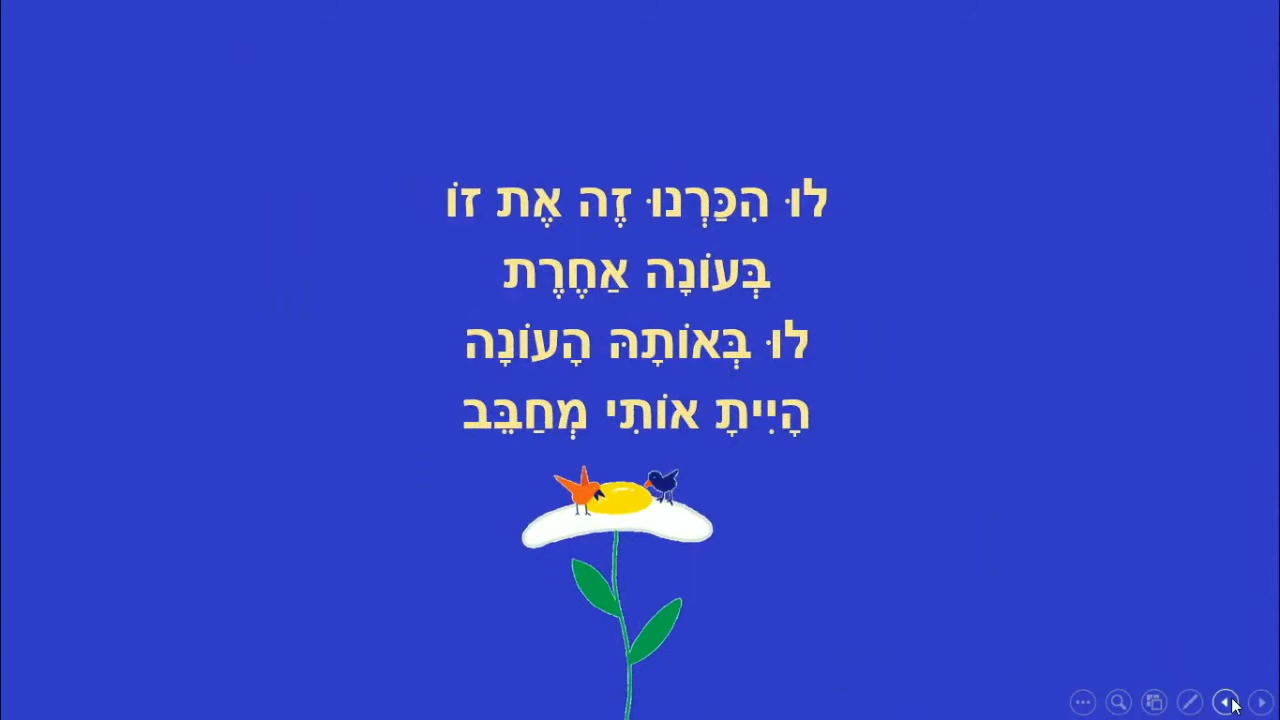 לוּ הִכַּרְנוּ זֶה אֶת זוֹ
בְּעוֹנָה אַחֶרֶת
לוּ בְּאוֹתָהּ הָעוֹנָה
הָיִיתָ אוֹתִי מְחַבֵּב